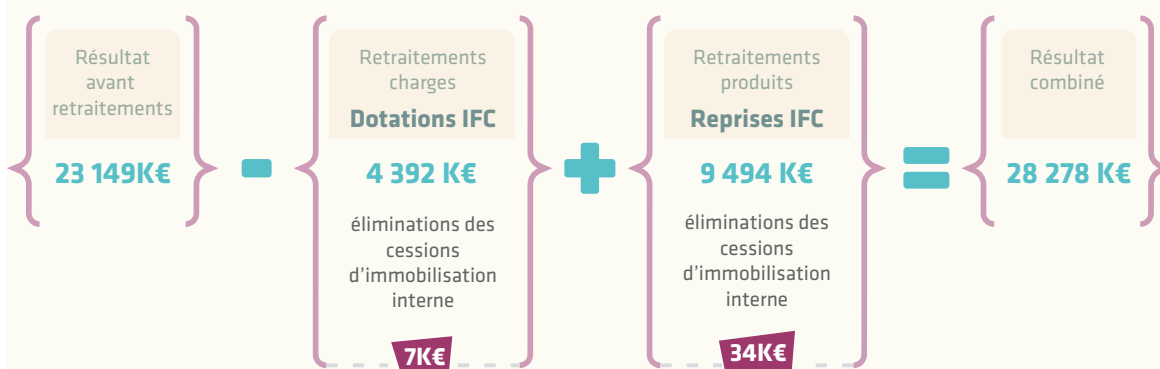 Résultat
avant
retraitements
23 149K€
-
Retraitements
charges
Dotations IFC
4 392 K€
éliminations des
cessions
d'immobilisation
interne
7K€
+
Retraitements
produits
Reprises IFC
9 494 K€
éliminations des
cessions
d'immobilisation
interne
34K€
=
Résultat
combiné
28 278 K€